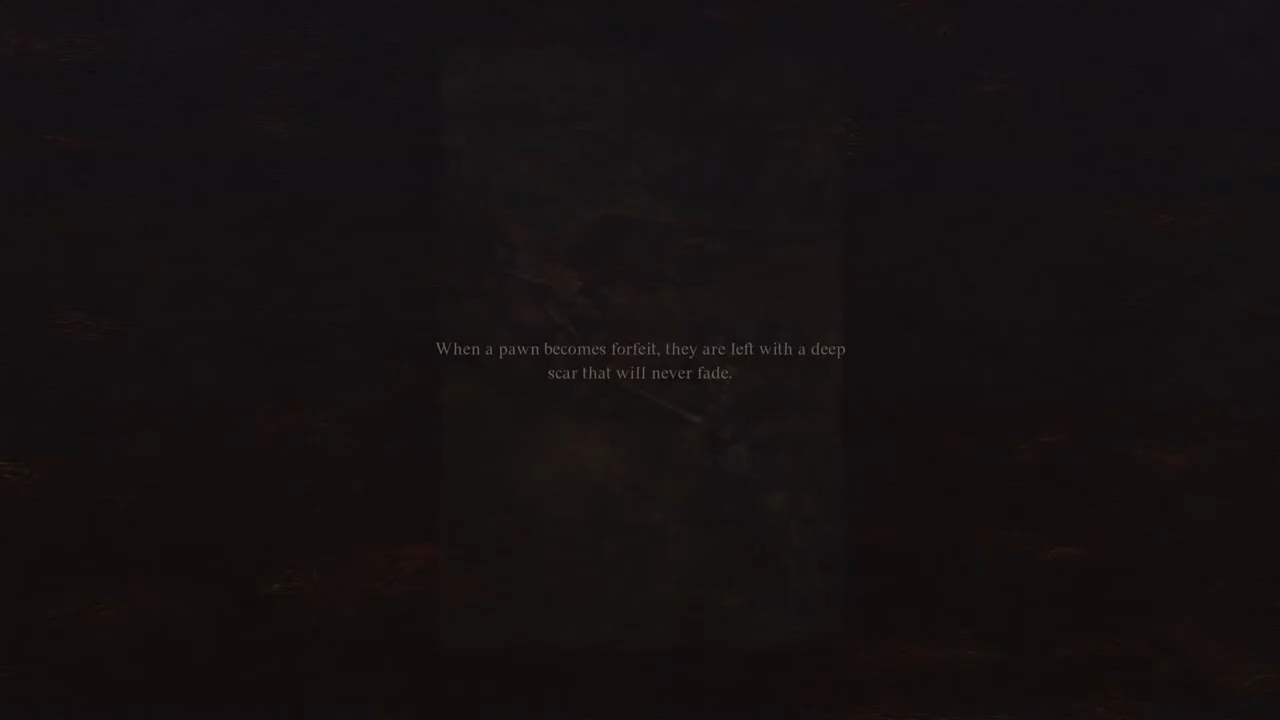 When a pawn becomes forfeit, they are left with a deep
scar that will never fade.